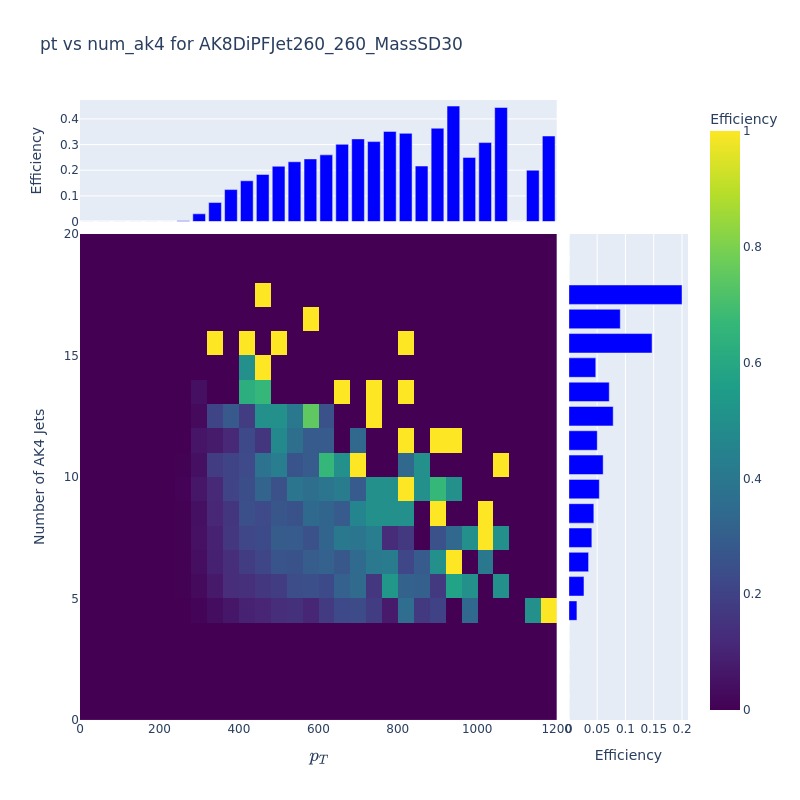 pt vs num_ak4 for AK8DiPFJet260_260_MassSD30
Efficiency
0.4
0.3
0.2
0.1
0
Efficiency
1
0.8
0.6
0.4
0.2
0
Number of AK4 Jets
20
15
10
5
0
0 200 400 600 800 1000 1200
p_T
0 0.05 0.1 0.15 0.2
Efficiency